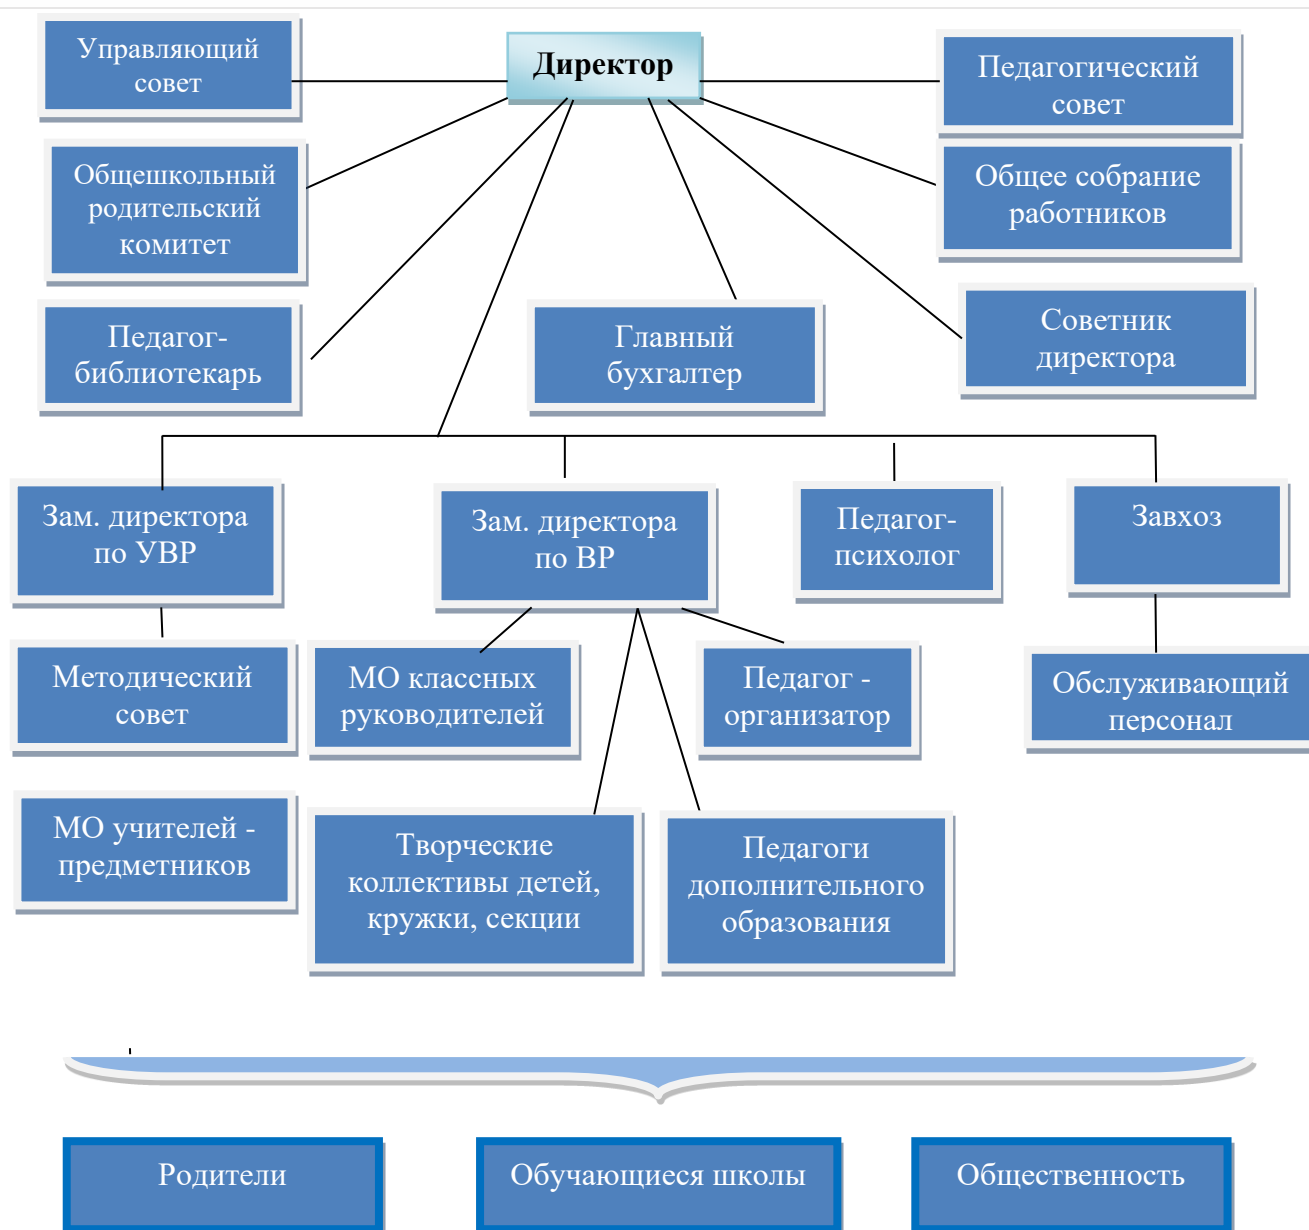 Управляющий
совет
Директор
Педагогический
совет
Общешкольный
родительский
комитет
Общее собрание
работников
Педагог-
библиотекарь
Главный
бухгалтер
Советник
директора
Зам. директора
по УВР
Зам. директора
по ВР
Педагог-
психолог
Завхоз
Методический
совет
МО классных
руководителей
Педагог -
организатор
Обслуживающий
персонал
МО учителей -
предметников
Творческие
коллективы детей,
кружки, секции
Педагоги
дополнительного
образования
Родители
Обучающиеся школы
Общественность